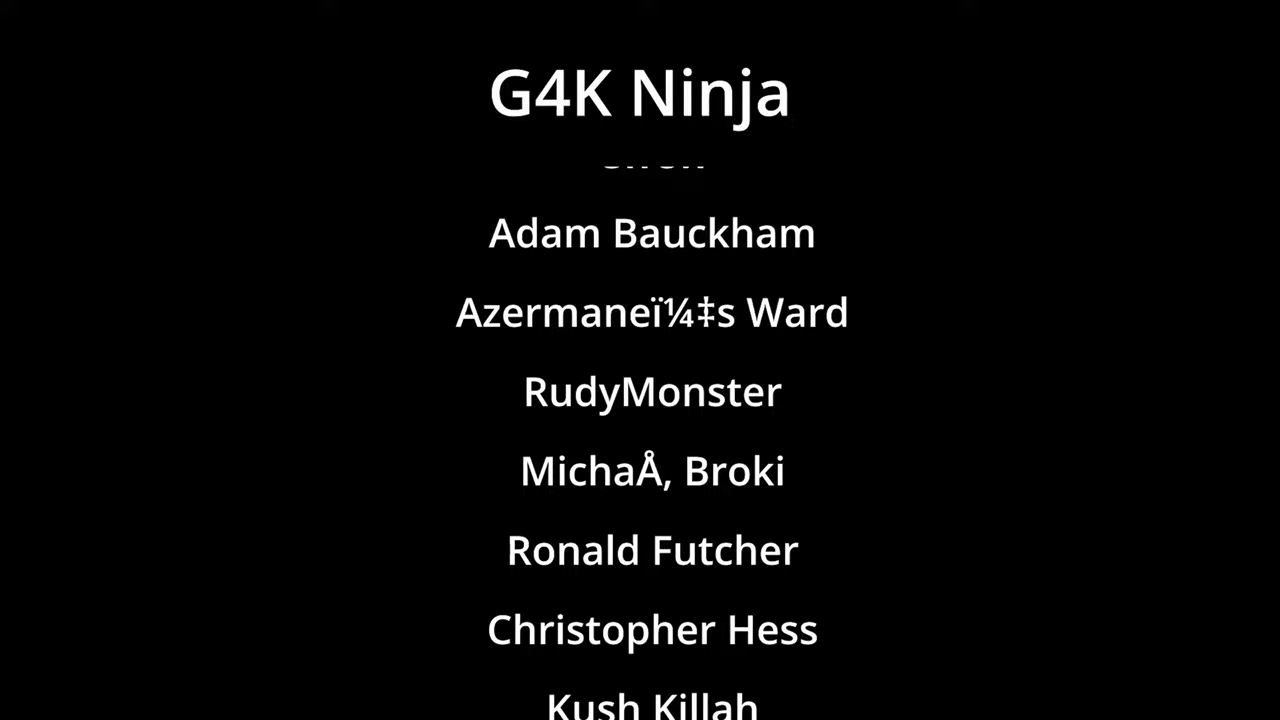 G4K Ninja
Adam Bauckham
Azermaneï¼‡s Ward
RudyMonster
MichaÅ‚ Broki
Ronald Futcher
Christopher Hess
Kush Killah